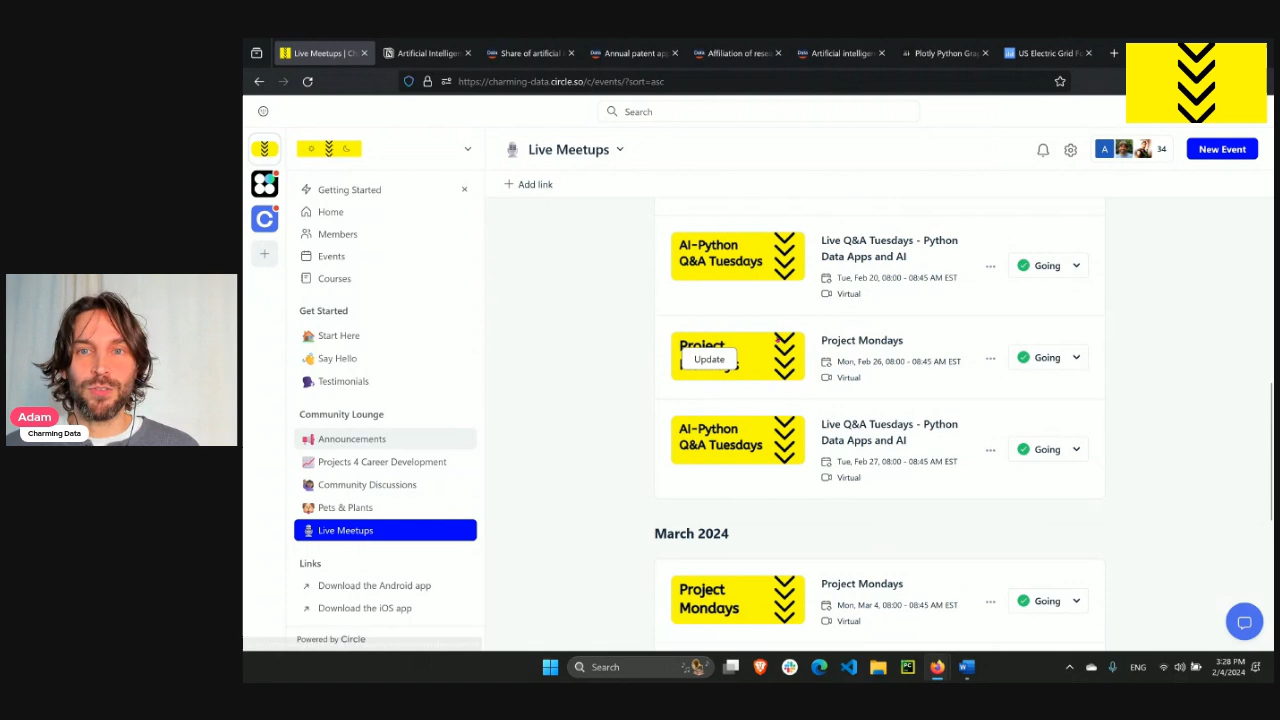 Live Meetups | Ch
Artificial Intelligen
Share of artificial i
Annual patent ap
Affiliation of rese
Artificial intellige
Plotly Python Gra
US Electric Grid F
https://charming-data.circle.so/c/events/?sort=asc
Search
Live Meetups
34
New Event
Add link
Getting Started
Home
Members
Events
Courses
Get Started
Start Here
Say Hello
Testimonials
Community Lounge
Announcements
Projects 4 Career Development
Community Discussions
Pets & Plants
Live Meetups
Links
Download the Android app
Download the iOS app
Powered by Circle
AI-Python
Q&A Tuesdays
Live Q&A Tuesdays - Python
Data Apps and AI
Tue, Feb 20, 08:00 - 08:45 AM EST
Virtual
Going
Project
Update
Project Mondays
Mon, Feb 26, 08:00 - 08:45 AM EST
Virtual
Going
AI-Python
Q&A Tuesdays
Live Q&A Tuesdays - Python
Data Apps and AI
Tue, Feb 27, 08:00 - 08:45 AM EST
Virtual
Going
March 2024
Project
Mondays
Project Mondays
Mon, Mar 4, 08:00 - 08:45 AM EST
Virtual
Going
Adam
Charming Data
Search
ENG
3:28 PM
2/4/2024